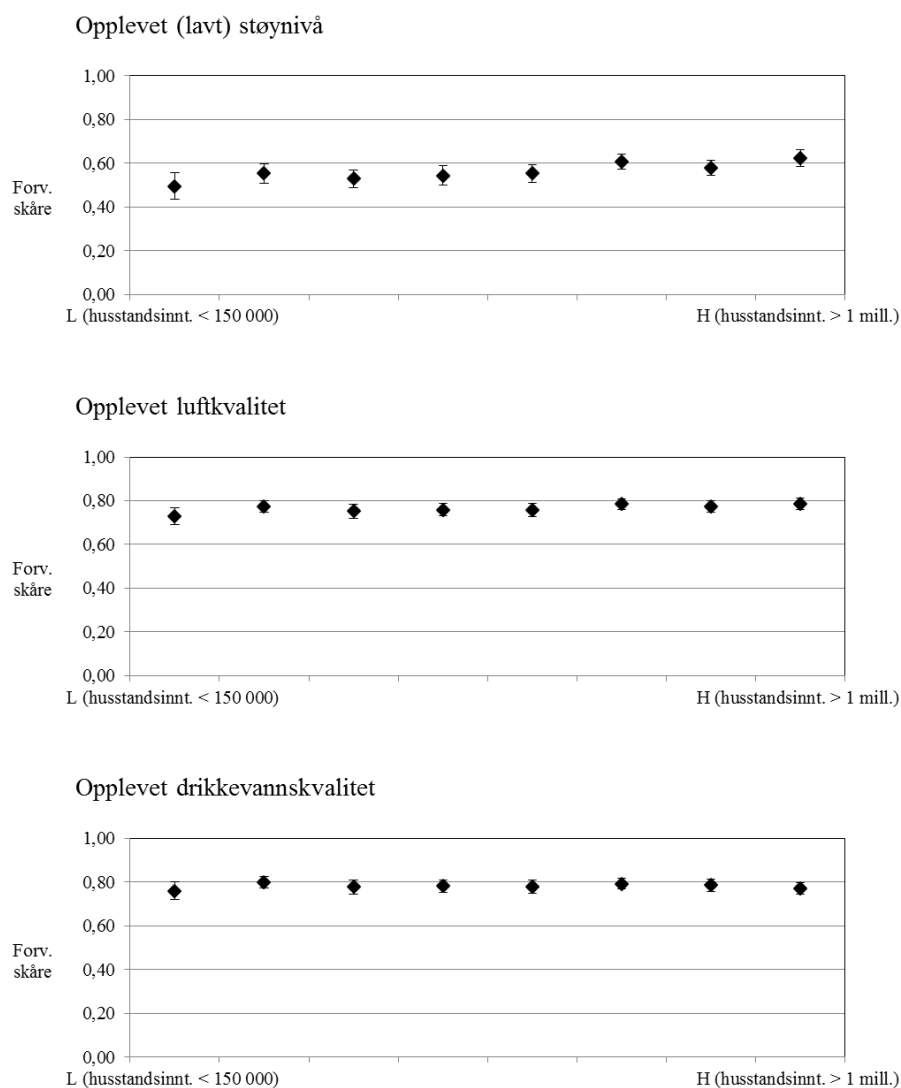 Opplevet (lavt) støynivå
1,00
0,80
0,60
Forv.
skåre
0,40
0,20
0,00
L (husstandsinnt. < 150 000) H (husstandsinnt. > 1 mill.)
Opplevet luftkvalitet
1,00
0,80
0,60
Forv.
skåre
0,40
0,20
0,00
L (husstandsinnt. < 150 000) H (husstandsinnt. > 1 mill.)
Opplevet drikkevannskvalitet
1,00
0,80
0,60
Forv.
skåre
0,40
0,20
0,00
L (husstandsinnt. < 150 000) H (husstandsinnt. > 1 mill.)